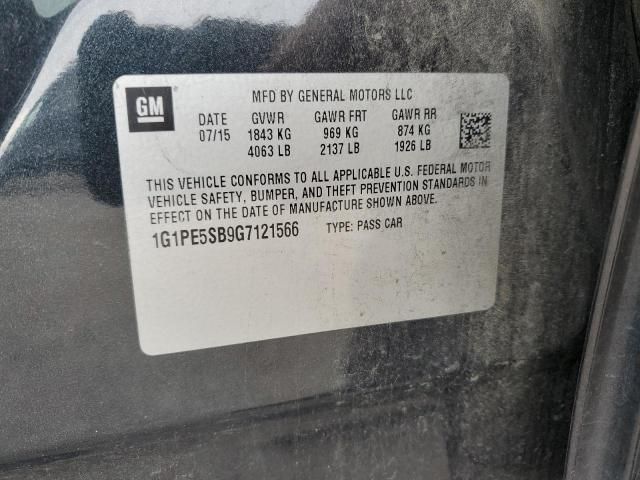 GM
MFD BY GENERAL MOTORS LLC
DATE GVWR GAWR FRT GAWR RR
07/15 1843 KG 969 KG 874 KG
4063 LB 2137 LB 1926 LB
THIS VEHICLE CONFORMS TO ALL APPLICABLE U.S. FEDERAL MOTOR
VEHICLE SAFETY, BUMPER, AND THEFT PREVENTION STANDARDS IN
EFFECT ON THE DATE OF MANUFACTURE SHOWN ABOVE.
1G1PE5SB9G7121566 TYPE: PASS CAR